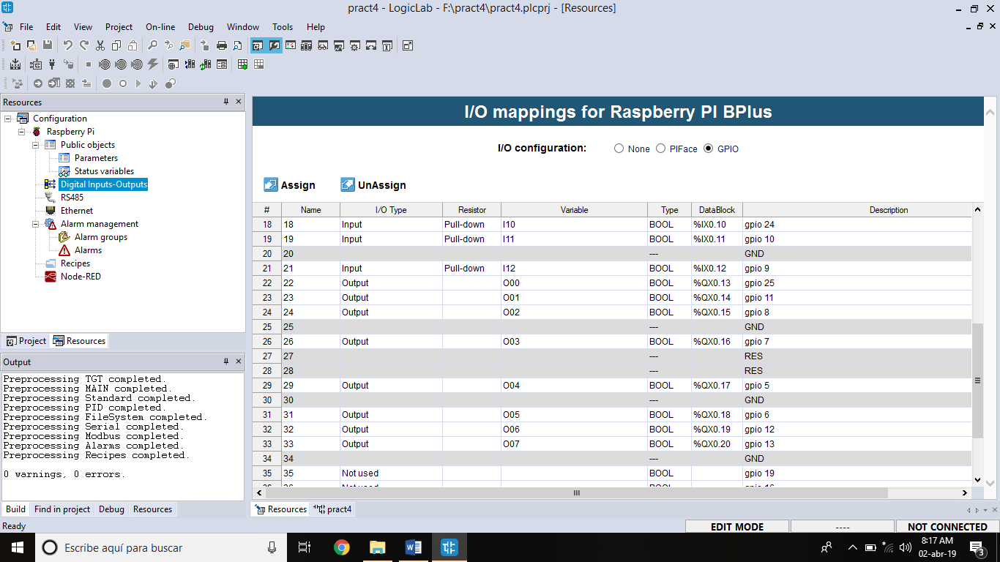 pract4 - LogicLab - F:\pract4\pract4.plcprj - [Resources]
File Edit View Project On-line Debug Window Tools Help
Resources
Configuration
Raspberry Pi
Public objects
Parameters
Status variables
Digital Inputs-Outputs
RS485
Ethernet
Alarm management
Alarm groups
Alarms
Recipes
Node-RED
Project Resources
Output
Preprocessing TGT completed.
Preprocessing MAIN completed.
Preprocessing Standard completed.
Preprocessing PID completed.
Preprocessing FileSystem completed.
Preprocessing Serial completed.
Preprocessing Modbus completed.
Preprocessing Alarms completed.
Preprocessing Recipes completed.
0 warnings, 0 errors.
Build Find in project Debug Resources
I/O mappings for Raspberry PI BPlus
I/O configuration: None PIFace GPIO
Assign UnAssign
# Name I/O Type Resistor Variable Type DataBlock Description
18 18 Input Pull-down I10 BOOL %IX0.10 gpio 24
19 19 Input Pull-down I11 BOOL %IX0.11 gpio 10
20 20 --- GND
21 21 Input Pull-down I12 BOOL %IX0.12 gpio 9
22 22 Output O00 BOOL %QX0.13 gpio 25
23 23 Output O01 BOOL %QX0.14 gpio 11
24 24 Output O02 BOOL %QX0.15 gpio 8
25 25 --- GND
26 26 Output O03 BOOL %QX0.16 gpio 7
27 27 --- RES
28 28 --- RES
29 29 Output O04 BOOL %QX0.17 gpio 5
30 30 --- GND
31 31 Output O05 BOOL %QX0.18 gpio 6
32 32 Output O06 BOOL %QX0.19 gpio 12
33 33 Output O07 BOOL %QX0.20 gpio 13
34 34 --- GND
35 35 Not used BOOL gpio 19
Resources pract4
Ready
EDIT MODE ---- NOT CONNECTED
Escribe aquí para buscar
8:17 AM
02-abr-19
3